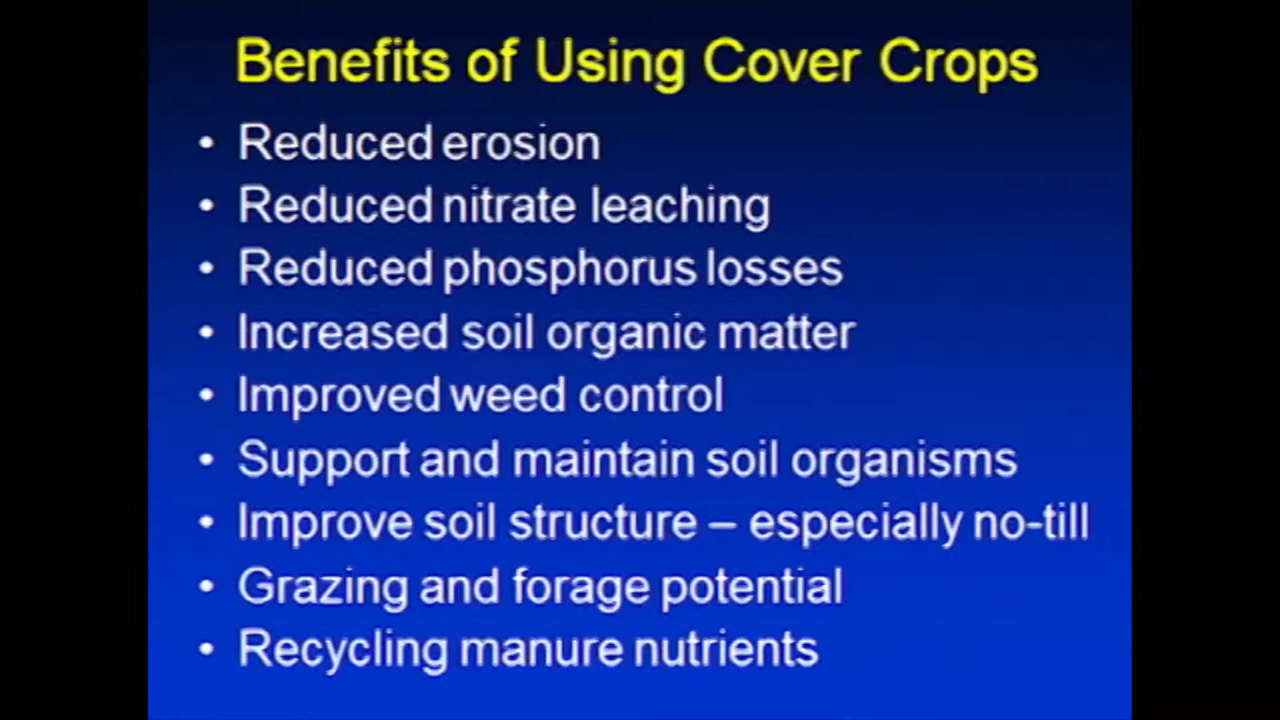 Benefits of Using Cover Crops
• Reduced erosion
• Reduced nitrate leaching
• Reduced phosphorus losses
• Increased soil organic matter
• Improved weed control
• Support and maintain soil organisms
• Improve soil structure – especially no-till
• Grazing and forage potential
• Recycling manure nutrients